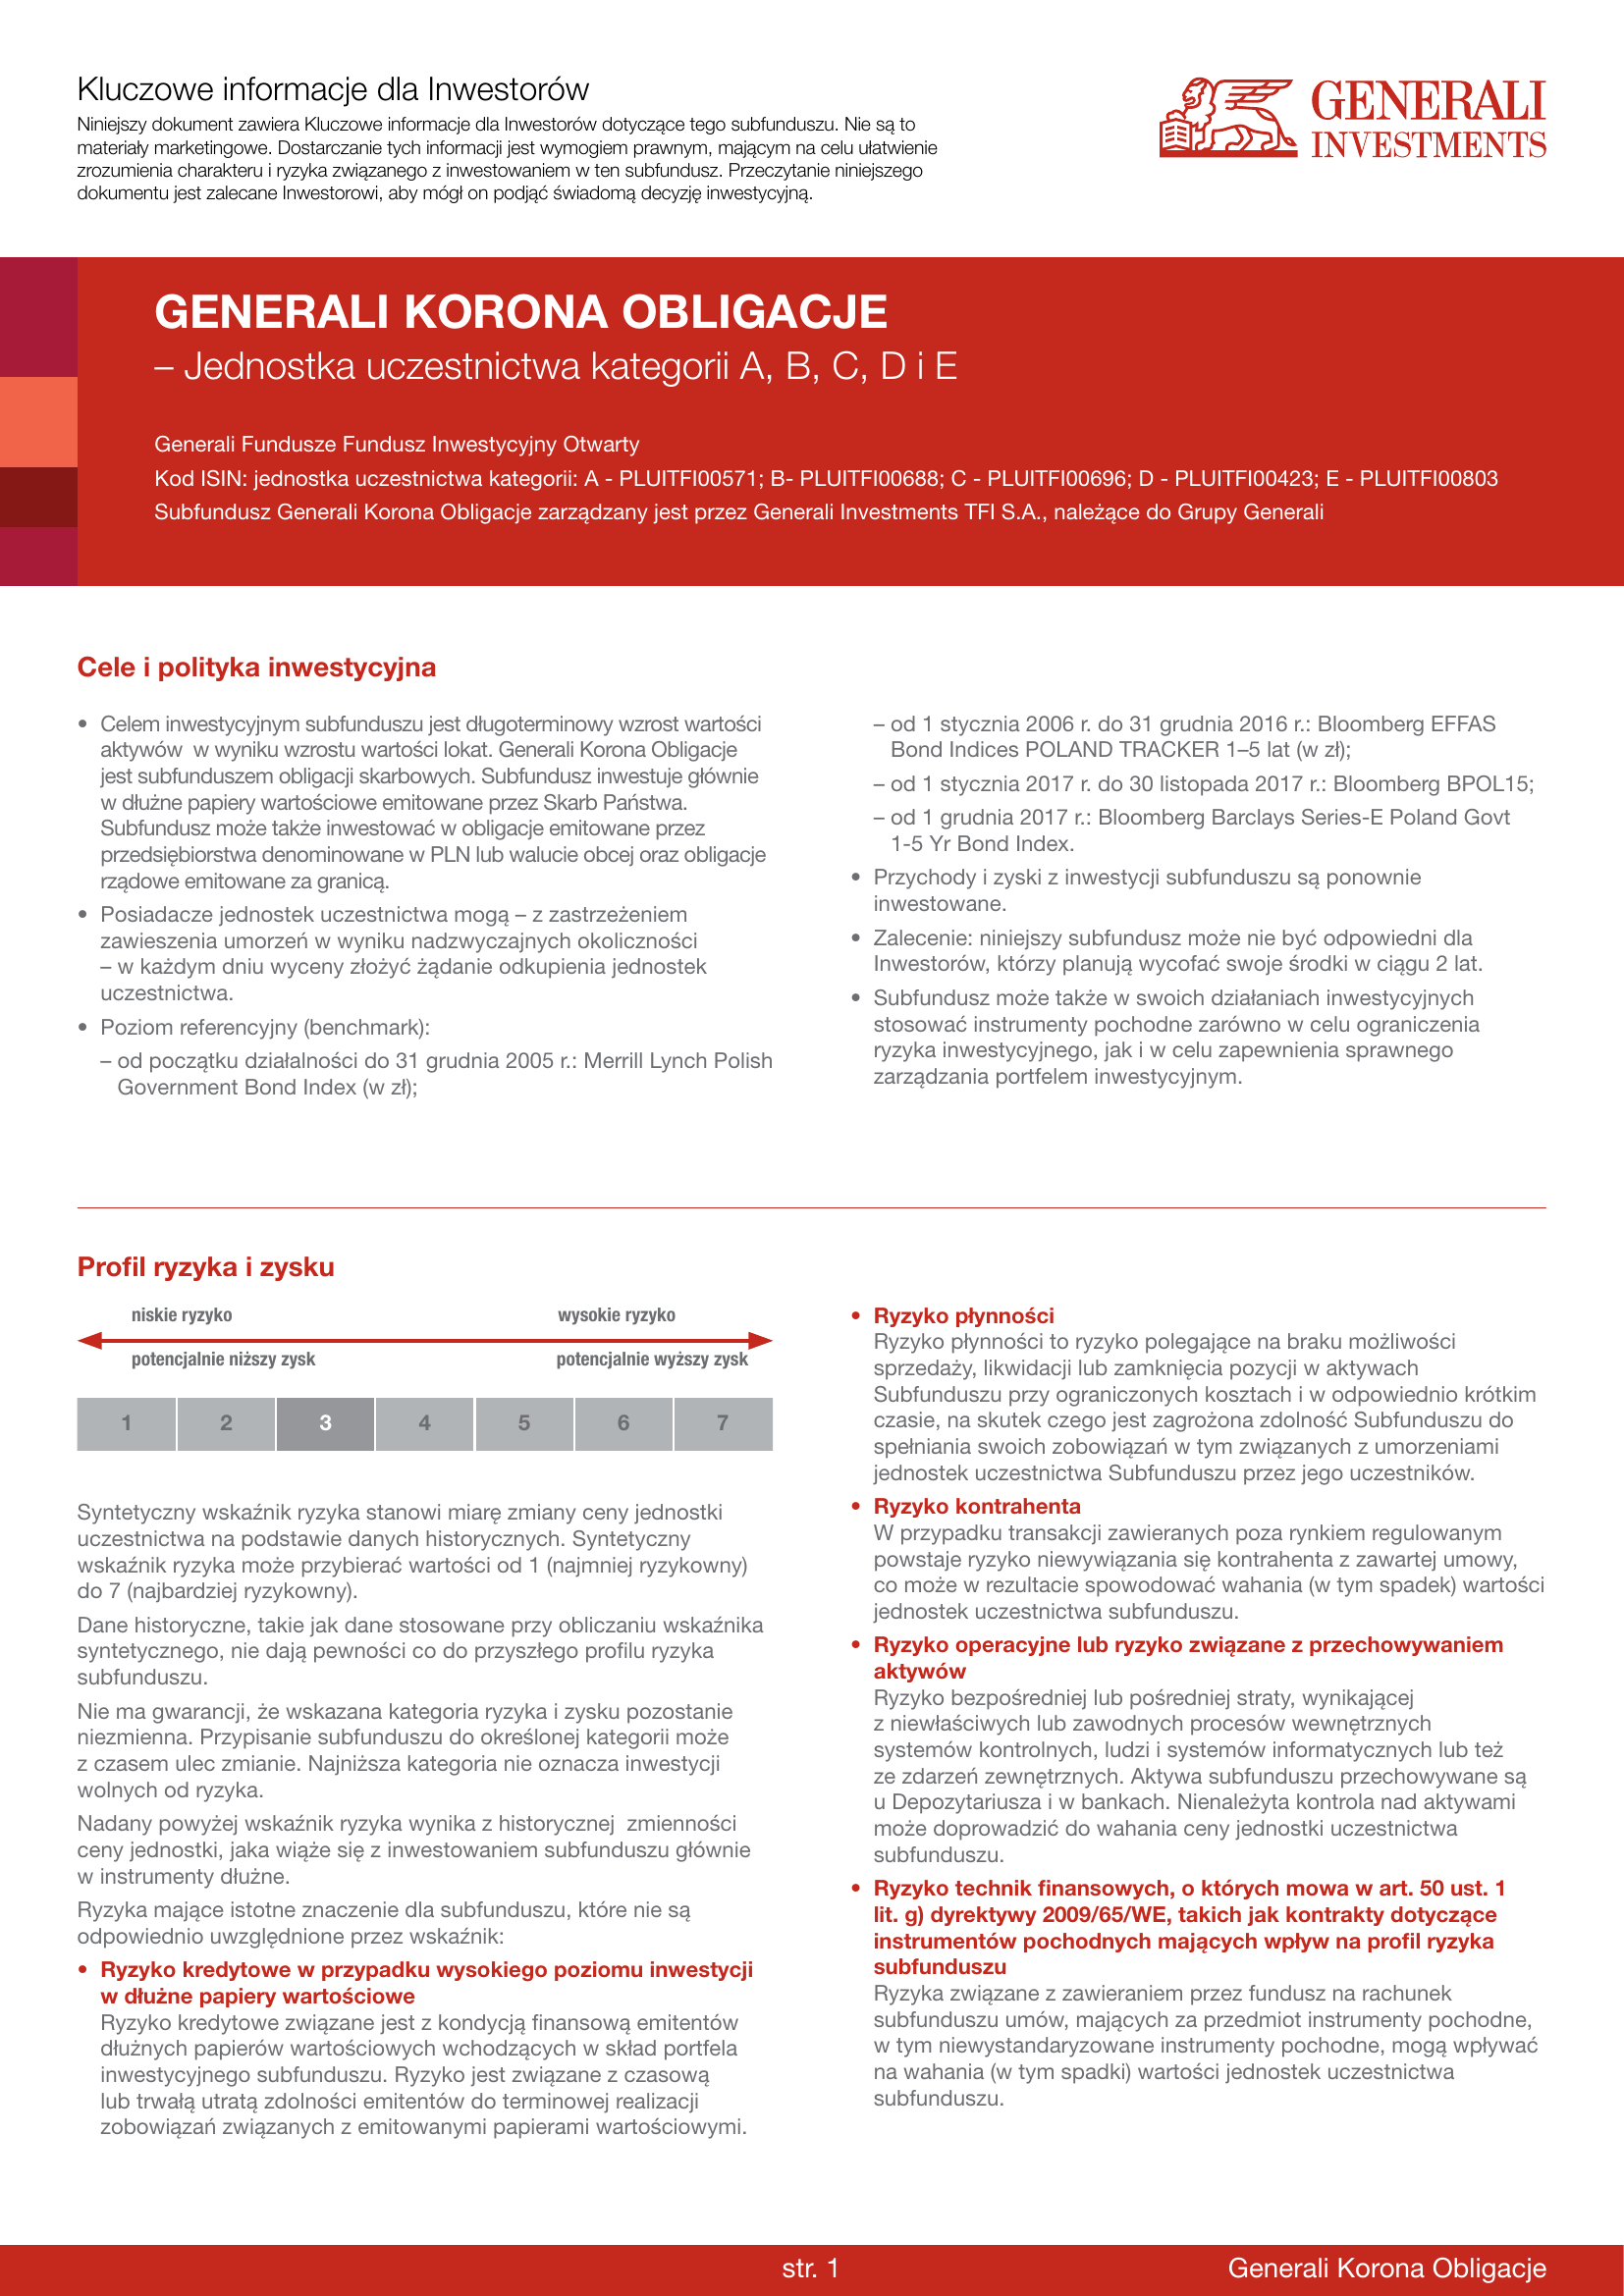 Kluczowe informacje dla Inwestorów
Niniejszy dokument zawiera Kluczowe informacje dla Inwestorów dotyczące tego subfunduszu. Nie są to
materiały marketingowe. Dostarczanie tych informacji jest wymogiem prawnym, mającym na celu ułatwienie
zrozumienia charakteru i ryzyka związanego z inwestowaniem w ten subfundusz. Przeczytanie niniejszego
dokumentu jest zalecane Inwestorowi, aby mógł on podjąć świadomą decyzję inwestycyjną.
GENERALI
INVESTMENTS
GENERALI KORONA OBLIGACJE
– Jednostka uczestnictwa kategorii A, B, C, D i E
Generali Fundusze Fundusz Inwestycyjny Otwarty
Kod ISIN: jednostka uczestnictwa kategorii: A - PLUITFI00571; B- PLUITFI00688; C - PLUITFI00696; D - PLUITFI00423; E - PLUITFI00803
Subfundusz Generali Korona Obligacje zarządzany jest przez Generali Investments TFI S.A., należące do Grupy Generali
Cele i polityka inwestycyjna
• Celem inwestycyjnym subfunduszu jest długoterminowy wzrost wartości
aktywów w wyniku wzrostu wartości lokat. Generali Korona Obligacje
jest subfunduszem obligacji skarbowych. Subfundusz inwestuje głównie
w dłużne papiery wartościowe emitowane przez Skarb Państwa.
Subfundusz może także inwestować w obligacje emitowane przez
przedsiębiorstwa denominowane w PLN lub walucie obcej oraz obligacje
rządowe emitowane za granicą.
• Posiadacze jednostek uczestnictwa mogą – z zastrzeżeniem
zawieszenia umorzeń w wyniku nadzwyczajnych okoliczności
– w każdym dniu wyceny złożyć żądanie odkupienia jednostek
uczestnictwa.
• Poziom referencyjny (benchmark):
– od początku działalności do 31 grudnia 2005 r.: Merrill Lynch Polish
Government Bond Index (w zł);
– od 1 stycznia 2006 r. do 31 grudnia 2016 r.: Bloomberg EFFAS
Bond Indices POLAND TRACKER 1–5 lat (w zł);
– od 1 stycznia 2017 r. do 30 listopada 2017 r.: Bloomberg BPOL15;
– od 1 grudnia 2017 r.: Bloomberg Barclays Series-E Poland Govt
1-5 Yr Bond Index.
• Przychody i zyski z inwestycji subfunduszu są ponownie
inwestowane.
• Zalecenie: niniejszy subfundusz może nie być odpowiedni dla
Inwestorów, którzy planują wycofać swoje środki w ciągu 2 lat.
• Subfundusz może także w swoich działaniach inwestycyjnych
stosować instrumenty pochodne zarówno w celu ograniczenia
ryzyka inwestycyjnego, jak i w celu zapewnienia sprawnego
zarządzania portfelem inwestycyjnym.
Profil ryzyka i zysku
niskie ryzyko wysokie ryzyko
potencjalnie niższy zysk potencjalnie wyższy zysk
1 2 3 4 5 6 7
Syntetyczny wskaźnik ryzyka stanowi miarę zmiany ceny jednostki
uczestnictwa na podstawie danych historycznych. Syntetyczny
wskaźnik ryzyka może przybierać wartości od 1 (najmniej ryzykowny)
do 7 (najbardziej ryzykowny).
Dane historyczne, takie jak dane stosowane przy obliczaniu wskaźnika
syntetycznego, nie dają pewności co do przyszłego profilu ryzyka
subfunduszu.
Nie ma gwarancji, że wskazana kategoria ryzyka i zysku pozostanie
niezmienna. Przypisanie subfunduszu do określonej kategorii może
z czasem ulec zmianie. Najniższa kategoria nie oznacza inwestycji
wolnych od ryzyka.
Nadany powyżej wskaźnik ryzyka wynika z historycznej zmienności
ceny jednostki, jaka wiąże się z inwestowaniem subfunduszu głównie
w instrumenty dłużne.
Ryzyka mające istotne znaczenie dla subfunduszu, które nie są
odpowiednio uwzględnione przez wskaźnik:
• Ryzyko kredytowe w przypadku wysokiego poziomu inwestycji
w dłużne papiery wartościowe
Ryzyko kredytowe związane jest z kondycją finansową emitentów
dłużnych papierów wartościowych wchodzących w skład portfela
inwestycyjnego subfunduszu. Ryzyko jest związane z czasową
lub trwałą utratą zdolności emitentów do terminowej realizacji
zobowiązań związanych z emitowanymi papierami wartościowymi.
• Ryzyko płynności
Ryzyko płynności to ryzyko polegające na braku możliwości
sprzedaży, likwidacji lub zamknięcia pozycji w aktywach
Subfunduszu przy ograniczonych kosztach i w odpowiednio krótkim
czasie, na skutek czego jest zagrożona zdolność Subfunduszu do
spełniania swoich zobowiązań w tym związanych z umorzeniami
jednostek uczestnictwa Subfunduszu przez jego uczestników.
• Ryzyko kontrahenta
W przypadku transakcji zawieranych poza rynkiem regulowanym
powstaje ryzyko niewywiązania się kontrahenta z zawartej umowy,
co może w rezultacie spowodować wahania (w tym spadek) wartości
jednostek uczestnictwa subfunduszu.
• Ryzyko operacyjne lub ryzyko związane z przechowywaniem
aktywów
Ryzyko bezpośredniej lub pośredniej straty, wynikającej
z niewłaściwych lub zawodnych procesów wewnętrznych
systemów kontrolnych, ludzi i systemów informatycznych lub też
ze zdarzeń zewnętrznych. Aktywa subfunduszu przechowywane są
u Depozytariusza i w bankach. Nienależyta kontrola nad aktywami
może doprowadzić do wahania ceny jednostki uczestnictwa
subfunduszu.
• Ryzyko technik finansowych, o których mowa w art. 50 ust. 1
lit. g) dyrektywy 2009/65/WE, takich jak kontrakty dotyczące
instrumentów pochodnych mających wpływ na profil ryzyka
subfunduszu
Ryzyka związane z zawieraniem przez fundusz na rachunek
subfunduszu umów, mających za przedmiot instrumenty pochodne,
w tym niewystandaryzowane instrumenty pochodne, mogą wpływać
na wahania (w tym spadki) wartości jednostek uczestnictwa
subfunduszu.
str. 1
Generali Korona Obligacje